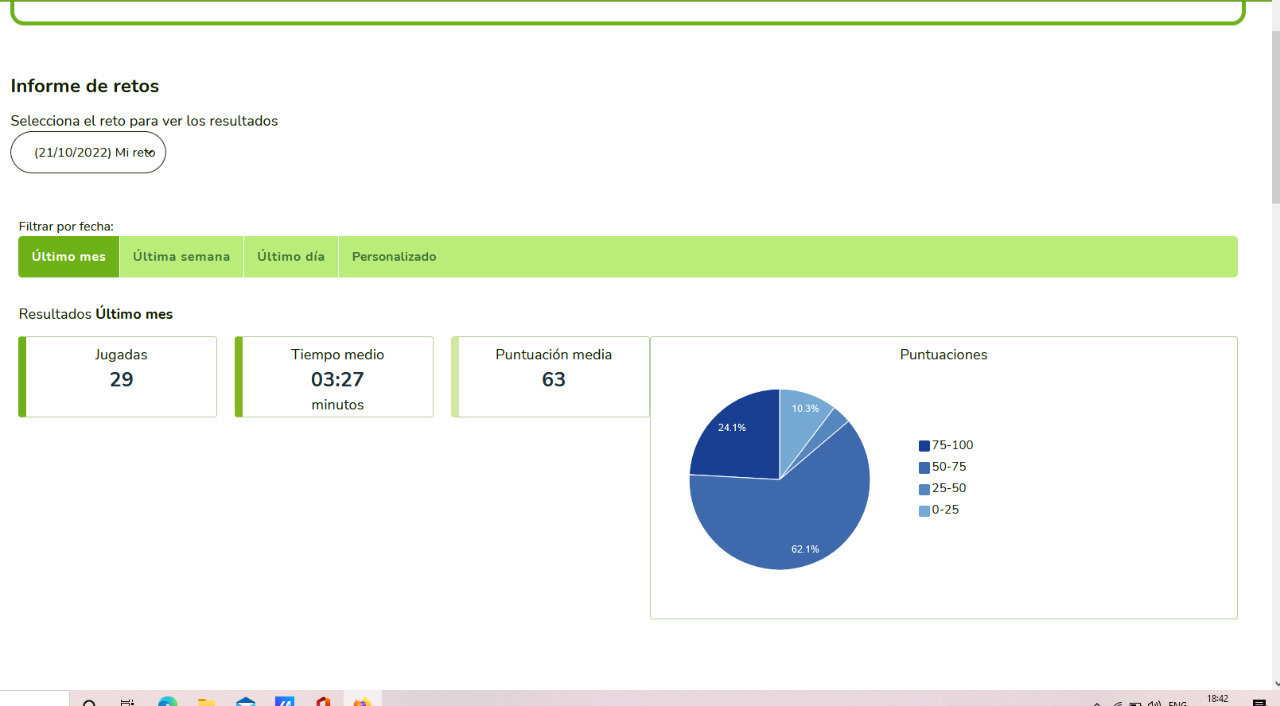 Informe de retos
Selecciona el reto para ver los resultados
(21/10/2022) Mi reto
Filtrar por fecha:
Último mes
Última semana
Último día
Personalizado
Resultados Último mes
Jugadas
29
Tiempo medio
03:27
minutos
Puntuación media
63
Puntuaciones
10.3%
24.1%
62.1%
75-100
50-75
25-50
0-25
ENG
18:42